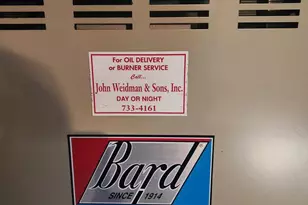 For OIL DELIVERY
or BURNER SERVICE
Call...
John Weidman & Sons, Inc.
DAY OR NIGHT
733-4161
Bard
SINCE 1914